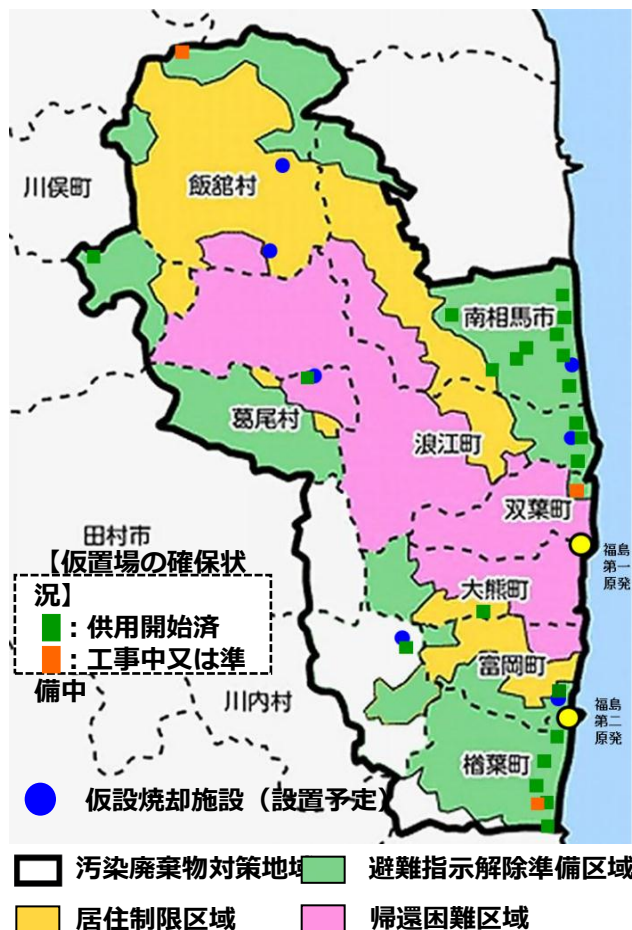 川俣町
飯舘村
南相馬市
葛尾村
浪江町
双葉町
田村市
福島
第一
原発
【仮置場の確保状
況】
：供用開始済
：工事中又は準
備中
大熊町
富岡町
川内村
福島
第二
原発
楢葉町
仮設焼却施設（設置予定）
汚染廃棄物対策地域
避難指示解除準備区域
居住制限区域
帰還困難区域